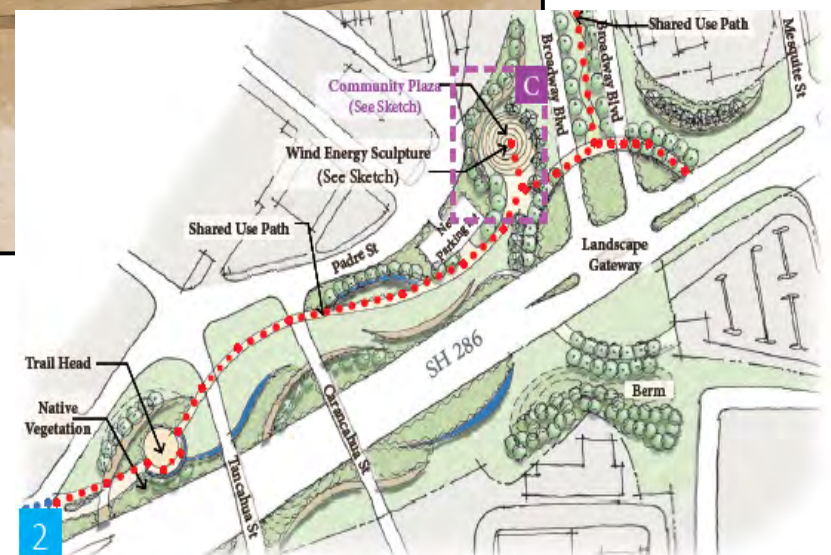 Shared Use Path
Mesquite St
Broadway Blvd
Broadway Blvd
C
Community Plaza
(See Sketch)
Wind Energy Sculpture
(See Sketch)
Shared Use Path
Padre St
Parking
Landscape
Gateway
SH 286
Trail Head
Berm
Native
Vegetation
Carancahua St
Tancahua St
2